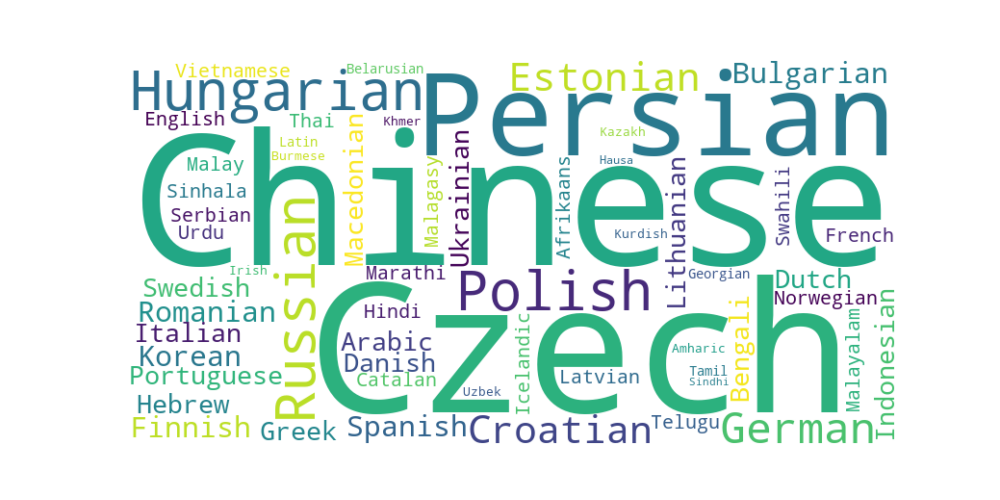 Vietnamese
Belarusian
Hungarian
Persian
Estonian
Bulgarian
English
Thai
Khmer
Kazakh
Latin
Burmese
Macedonian
Malagasy
Ukrainian
Afrikaans
Hausa
Lithuanian
Swahili
Chinese
Malay
Sinhala
Serbian
Urdu
Kurdish
French
Irish
Marathi
Georgian
Swedish
Russian
Polish
Dutch
Norwegian
Romanian
Hindi
Czech
Italian
Arabic
Icelandic
Bengali
Malayalam
Indonesian
Korean
Danish
Amharic
Portuguese
Catalan
Latvian
Tamil
Sindhi
Uzbek
Hebrew
Finnish
Greek
Spanish
Croatian
Telugu
German